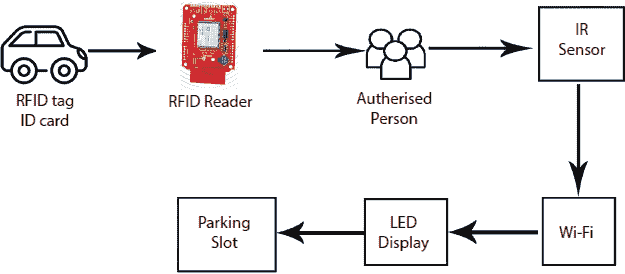 RFID tag
ID card
RFID Reader
Autherised
Person
IR
Sensor
Wi-Fi
LED
Display
Parking
Slot